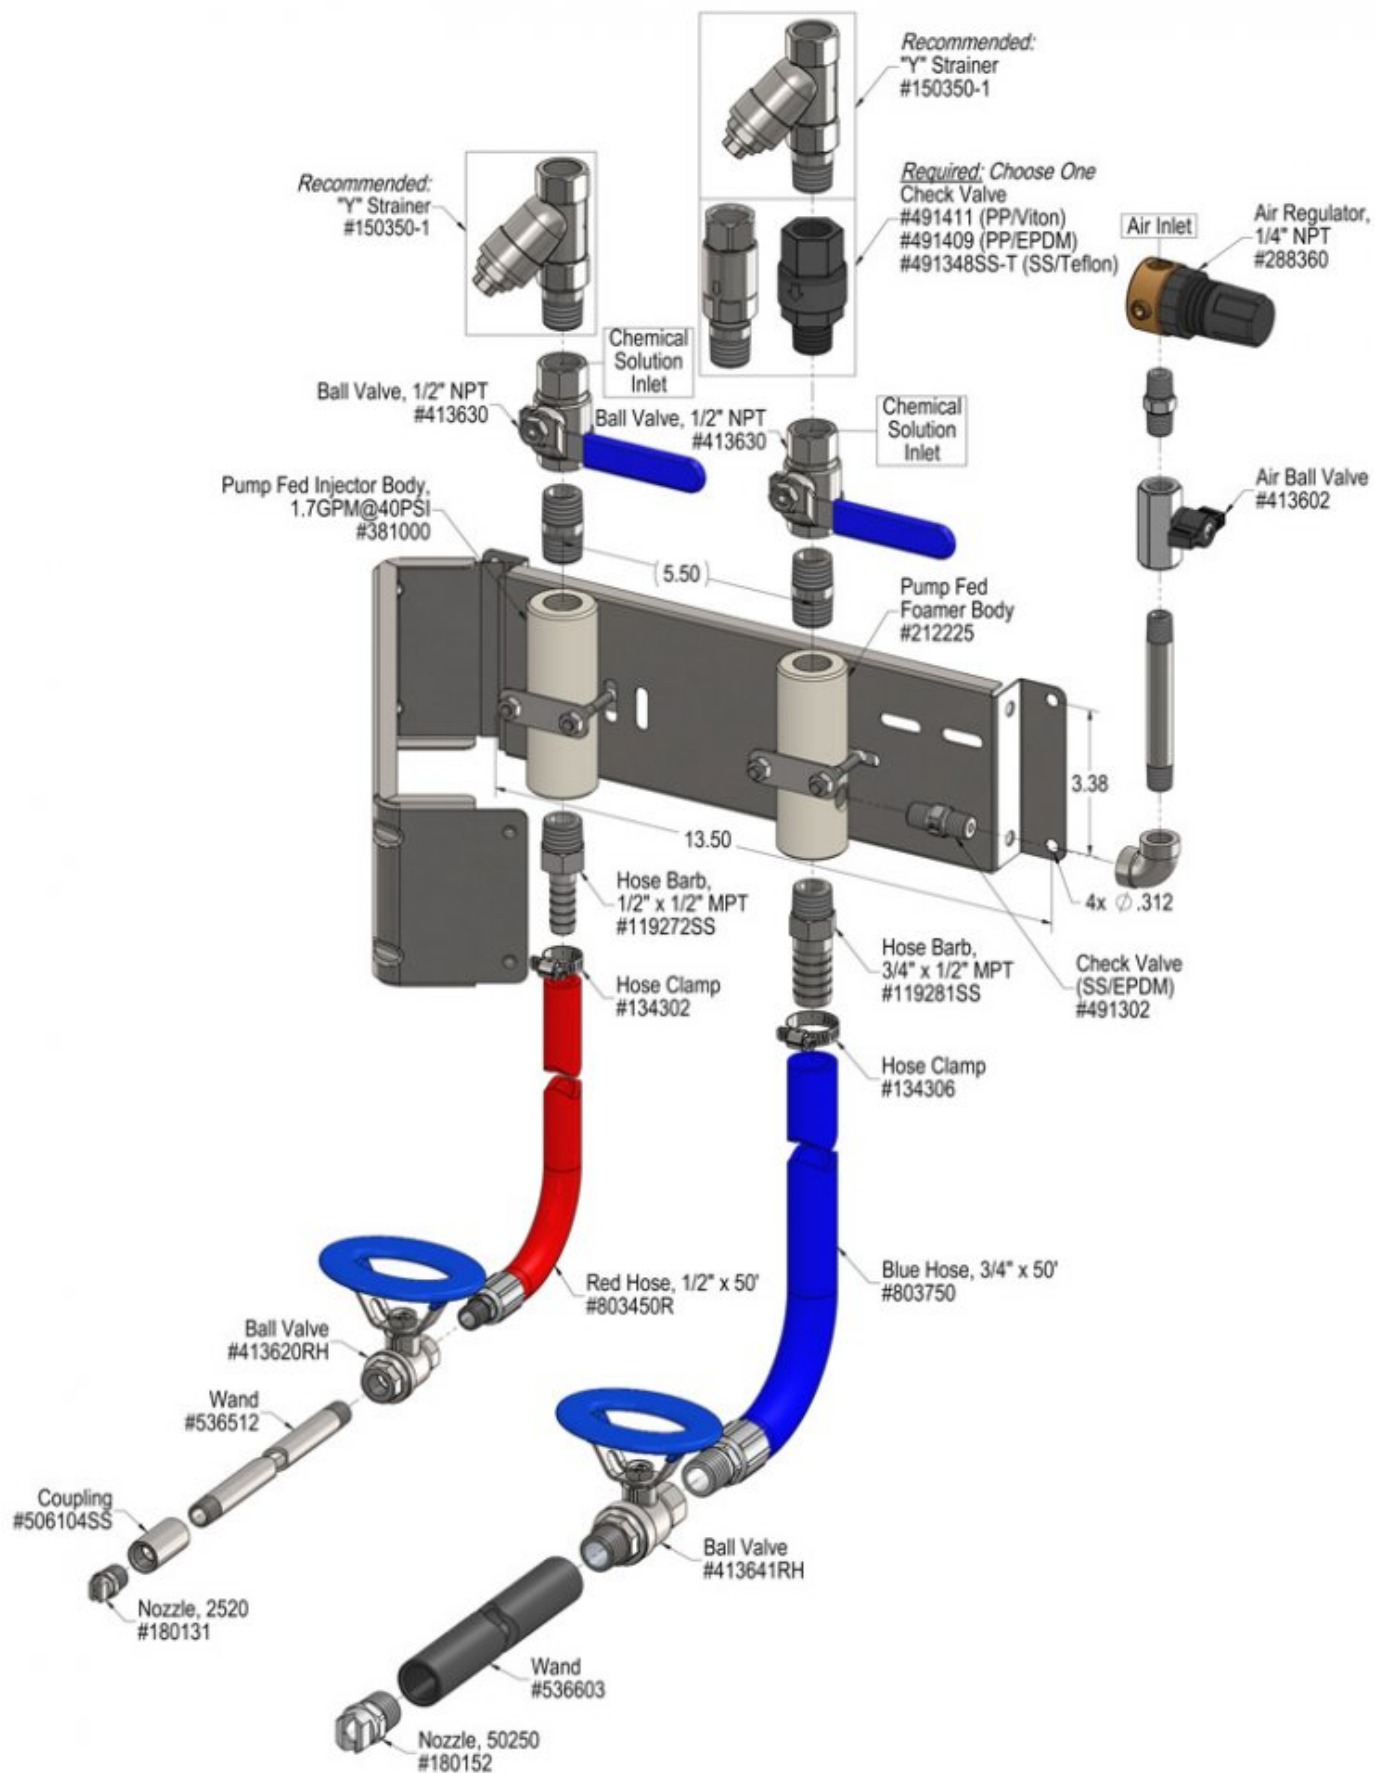 Recommended:
"Y" Strainer
#150350-1
Required: Choose One
Check Valve
#491411 (PP/Viton)
#491409 (PP/EPDM)
#491348SS-T (SS/Teflon)
Recommended:
"Y" Strainer
#150350-1
Air Inlet
Air Regulator,
1/4" NPT
#288360
Chemical
Solution
Inlet
Ball Valve, 1/2" NPT
#413630
Ball Valve, 1/2" NPT
#413630
Chemical
Solution
Inlet
Air Ball Valve
#413602
Pump Fed Injector Body,
1.7GPM@40PSI
#381000
(5.50)
Pump Fed
Foamer Body
#212225
3.38
13.50
4x Ø .312
Hose Barb,
1/2" x 1/2" MPT
#119272SS
Hose Barb,
3/4" x 1/2" MPT
#119281SS
Check Valve
(SS/EPDM)
#491302
Hose Clamp
#134302
Hose Clamp
#134306
Red Hose, 1/2" x 50'
#803450R
Blue Hose, 3/4" x 50'
#803750
Ball Valve
#413620RH
Wand
#536512
Coupling
#506104SS
Nozzle, 2520
#180131
Ball Valve
#413641RH
Wand
#536603
Nozzle, 50250
#180152